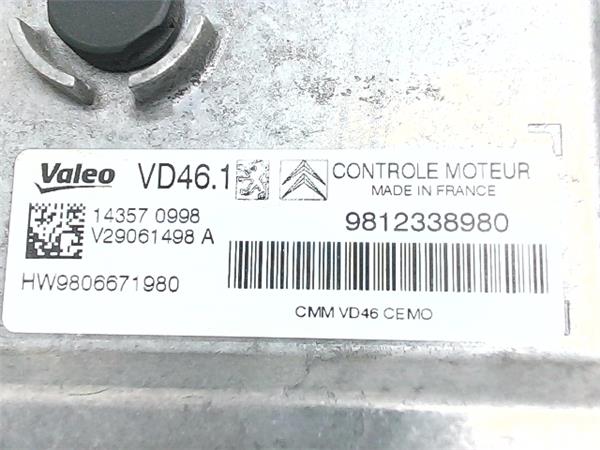 Valeo VD46.1 CONTROLE MOTEUR
MADE IN FRANCE
14357 0998
V29061498 A
9812338980
HW9806671980
CMM VD46 CEMO